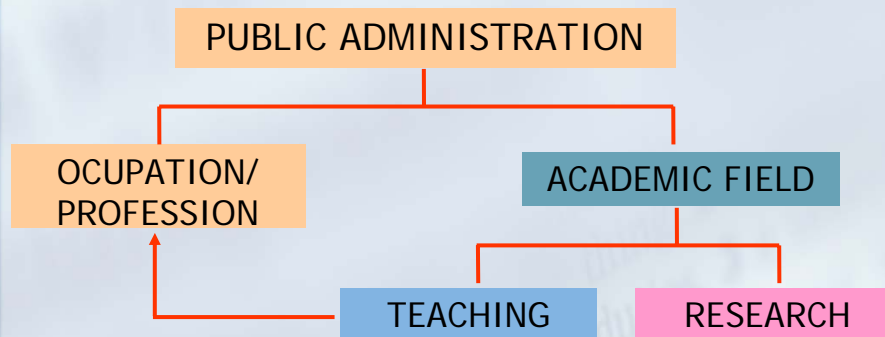 PUBLIC ADMINISTRATION
OCUPATION/
PROFESSION
ACADEMIC FIELD
TEACHING
RESEARCH